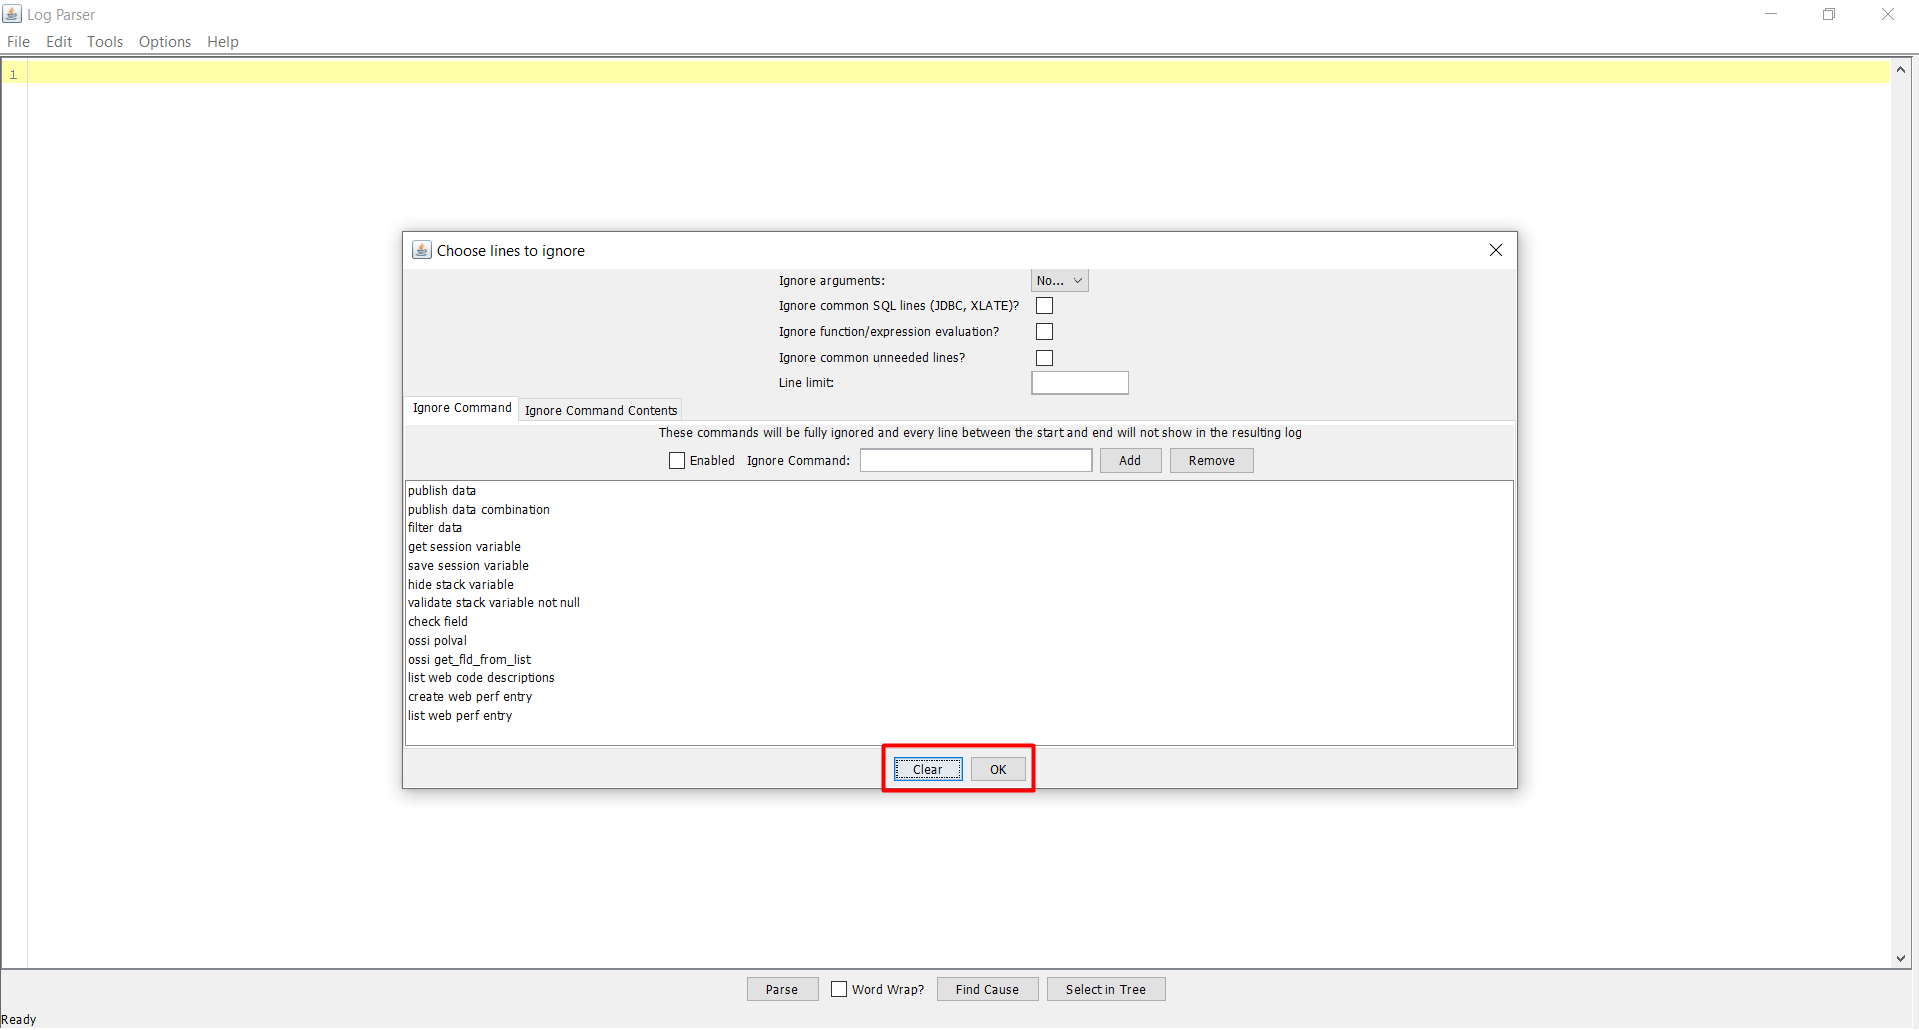 Log Parser
File Edit Tools Options Help
1
Choose lines to ignore
Ignore arguments: No...
Ignore common SQL lines (JDBC, XLATE)?
Ignore function/expression evaluation?
Ignore common unneeded lines?
Line limit:
Ignore Command Ignore Command Contents
These commands will be fully ignored and every line between the start and end will not show in the resulting log
Enabled Ignore Command: Add Remove
publish data
publish data combination
filter data
get session variable
save session variable
hide stack variable
validate stack variable not null
check field
ossi polval
ossi get_fld_from_list
list web code descriptions
create web perf entry
list web perf entry
Clear OK
Parse Word Wrap? Find Cause Select in Tree
Ready